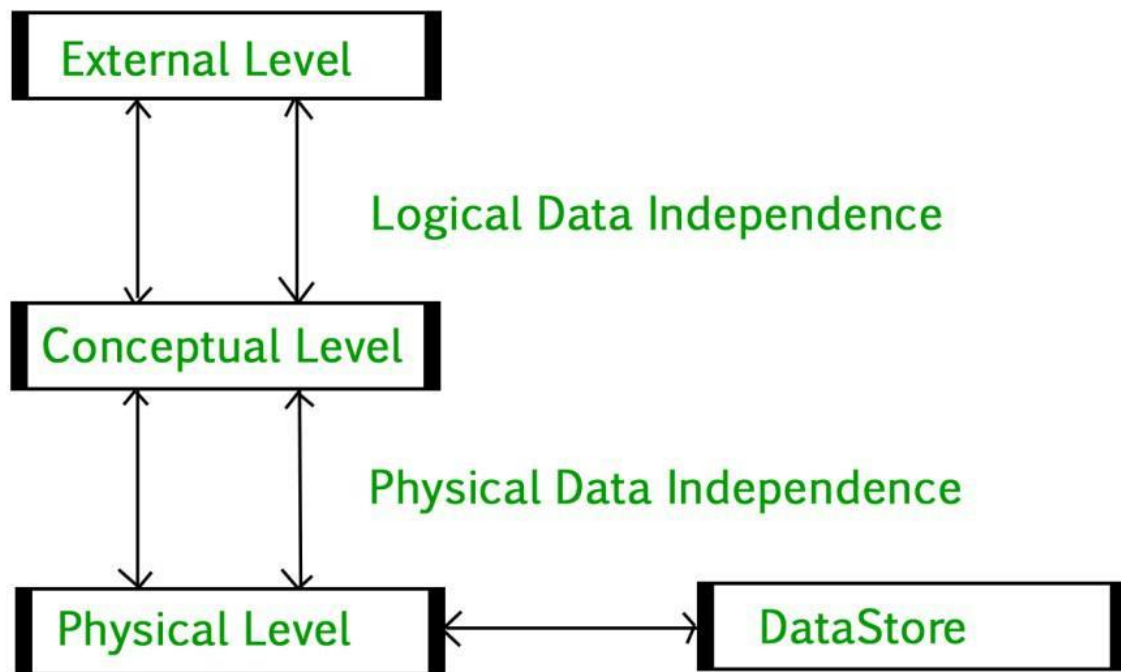 External Level
Logical Data Independence
Conceptual Level
Physical Data Independence
Physical Level
DataStore